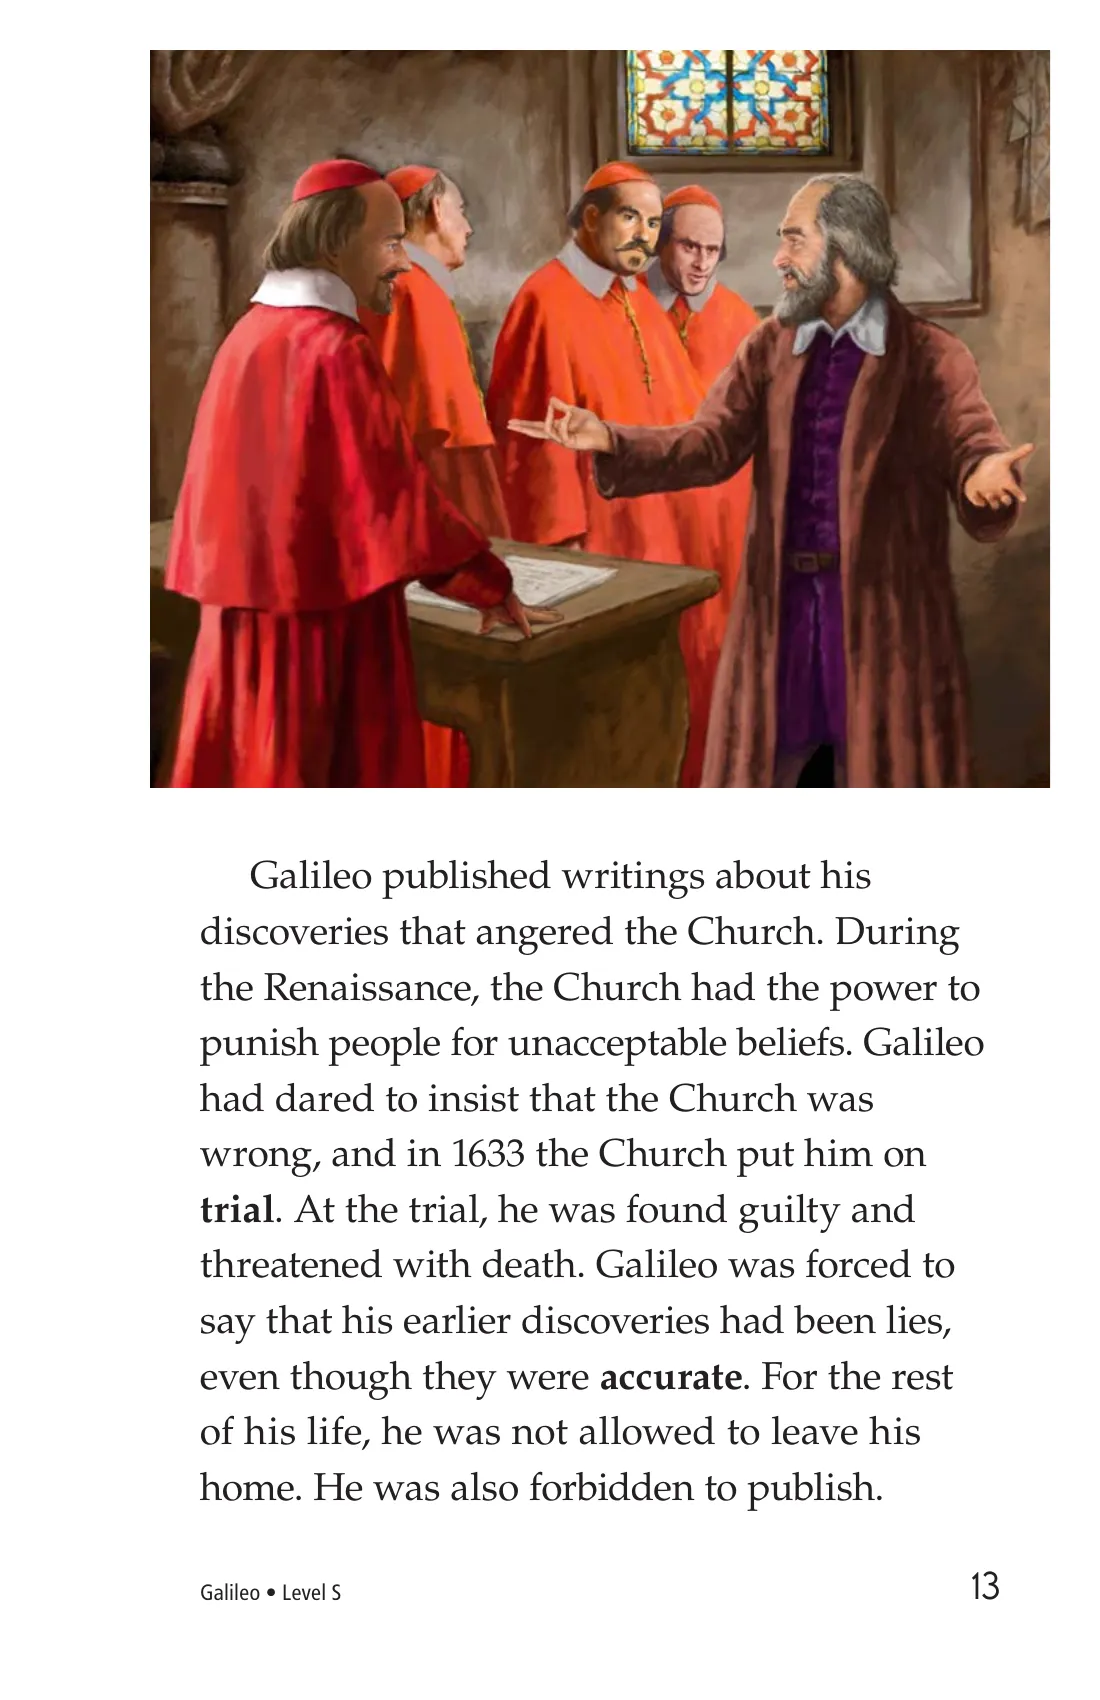 Galileo published writings about his
discoveries that angered the Church. During
the Renaissance, the Church had the power to
punish people for unacceptable beliefs. Galileo
had dared to insist that the Church was
wrong, and in 1633 the Church put him on
trial. At the trial, he was found guilty and
threatened with death. Galileo was forced to
say that his earlier discoveries had been lies,
even though they were accurate. For the rest
of his life, he was not allowed to leave his
home. He was also forbidden to publish.
Galileo • Level S 13